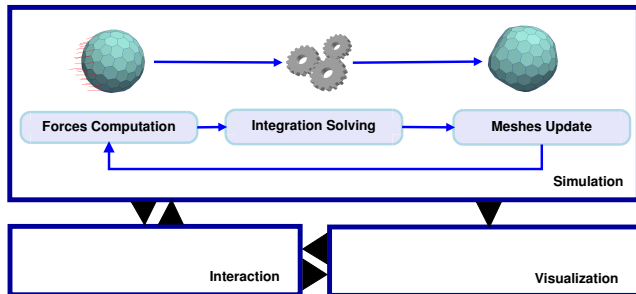 Forces Computation
Integration Solving
Meshes Update
Simulation
Interaction
Visualization